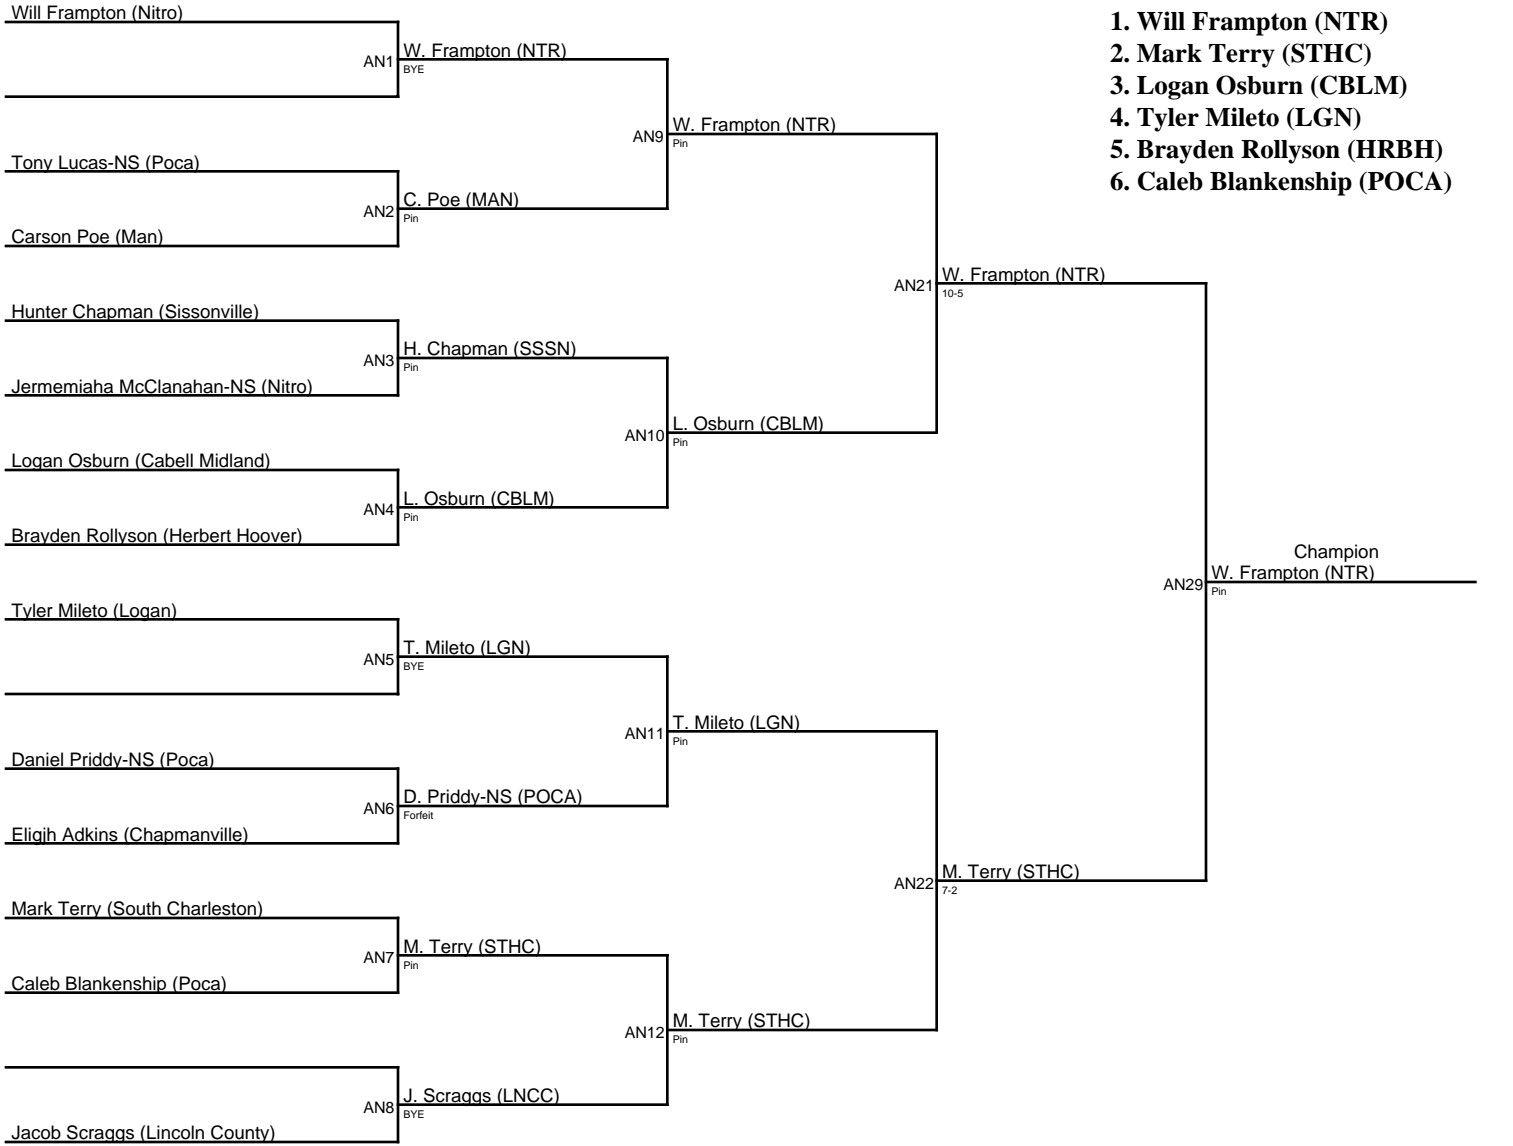 Will Frampton (Nitro)
1. Will Frampton (NTR)
2. Mark Terry (STHC)
3. Logan Osburn (CBLM)
4. Tyler Mileto (LGN)
5. Brayden Rollyson (HRBH)
6. Caleb Blankenship (POCA)
AN1
W. Frampton (NTR)
BYE
AN9
W. Frampton (NTR)
Pin
Tony Lucas-NS (Poca)
AN2
C. Poe (MAN)
Pin
Carson Poe (Man)
AN21
W. Frampton (NTR)
10-5
Hunter Chapman (Sissonville)
AN3
H. Chapman (SSSN)
Pin
Jermemiaha McClanahan-NS (Nitro)
AN10
L. Osburn (CBLM)
Pin
Logan Osburn (Cabell Midland)
AN4
L. Osburn (CBLM)
Pin
Brayden Rollyson (Herbert Hoover)
Champion
AN29
W. Frampton (NTR)
Pin
Tyler Mileto (Logan)
AN5
T. Mileto (LGN)
BYE
AN11
T. Mileto (LGN)
Pin
Daniel Priddy-NS (Poca)
AN6
D. Priddy-NS (POCA)
Forfeit
Eligjh Adkins (Chapmanville)
AN22
M. Terry (STHC)
7-2
Mark Terry (South Charleston)
AN7
M. Terry (STHC)
Pin
Caleb Blankenship (Poca)
AN12
M. Terry (STHC)
Pin
AN8
J. Scraggs (LNCC)
BYE
Jacob Scraggs (Lincoln County)